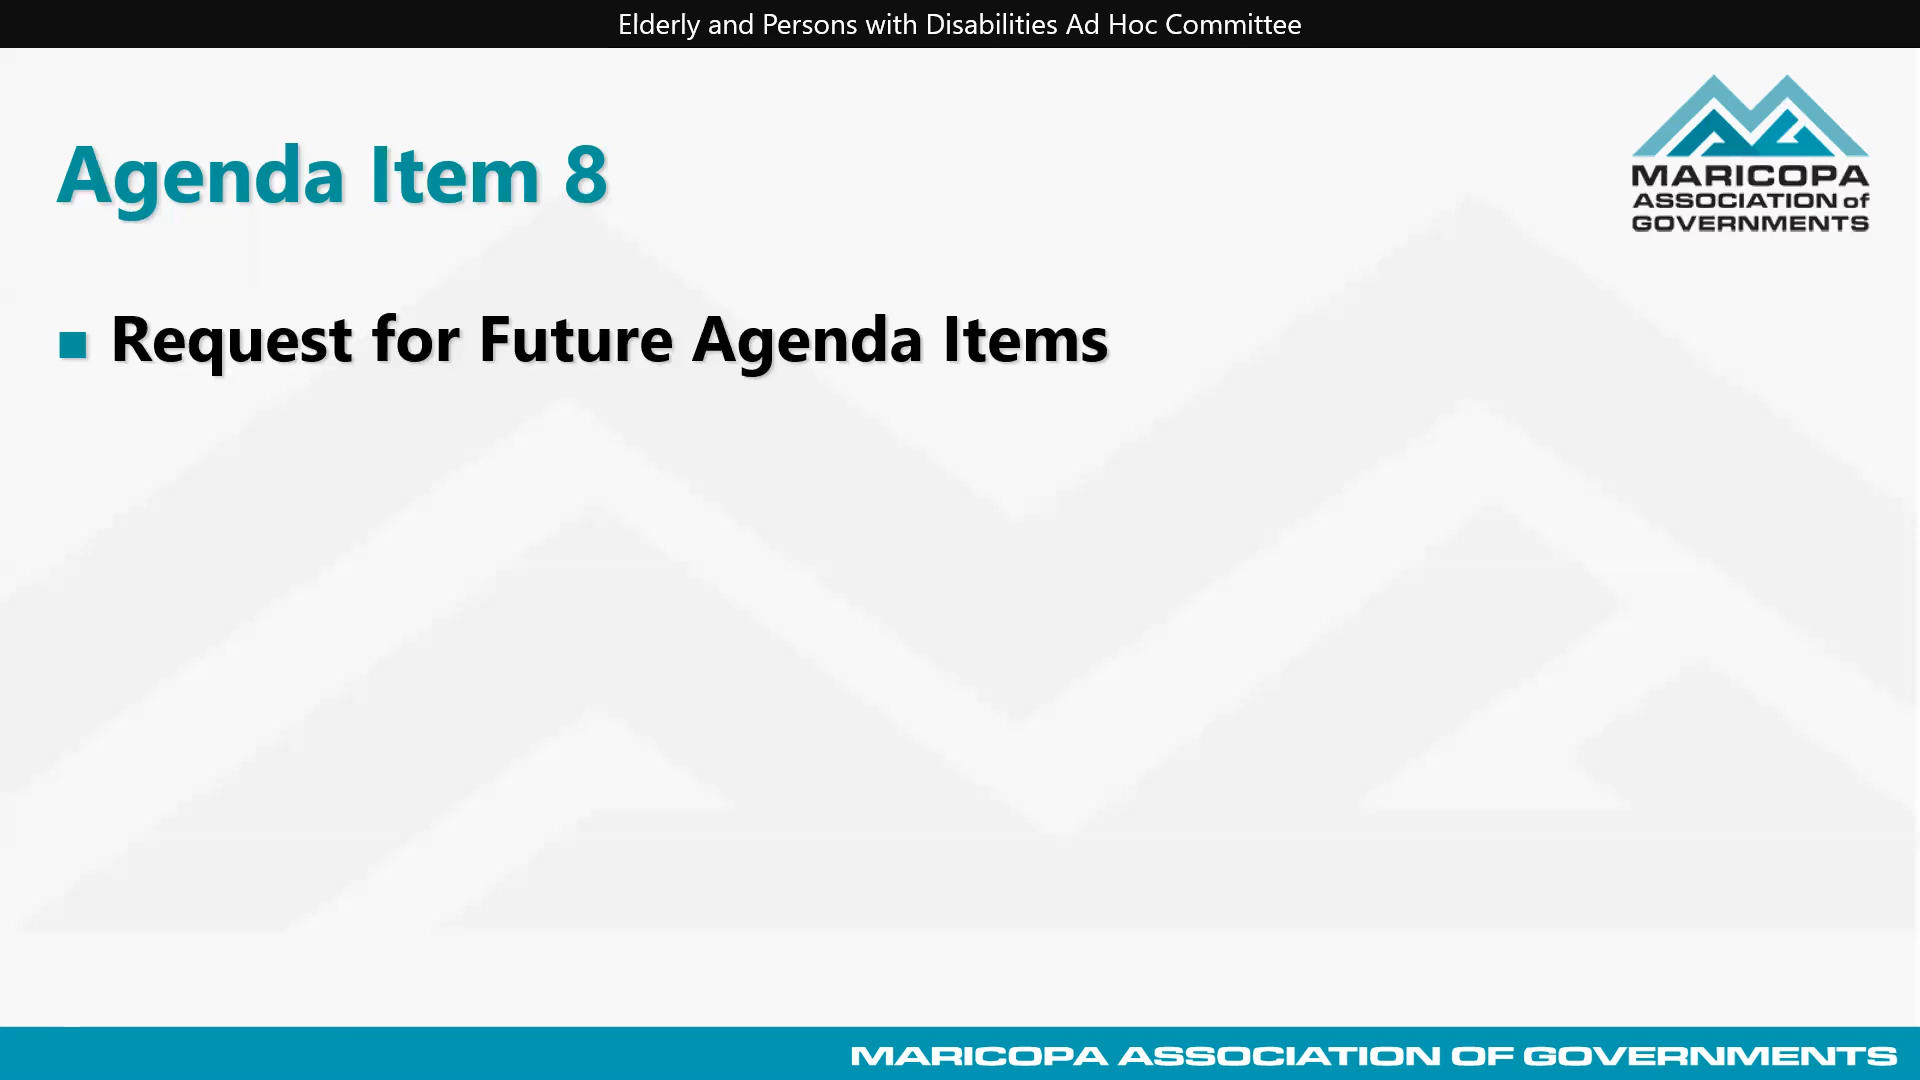 Elderly and Persons with Disabilities Ad Hoc Committee
MARICOPA
ASSOCIATION of
GOVERNMENTS
Agenda Item 8
Request for Future Agenda Items
MARICOPA ASSOCIATION OF GOVERNMENTS